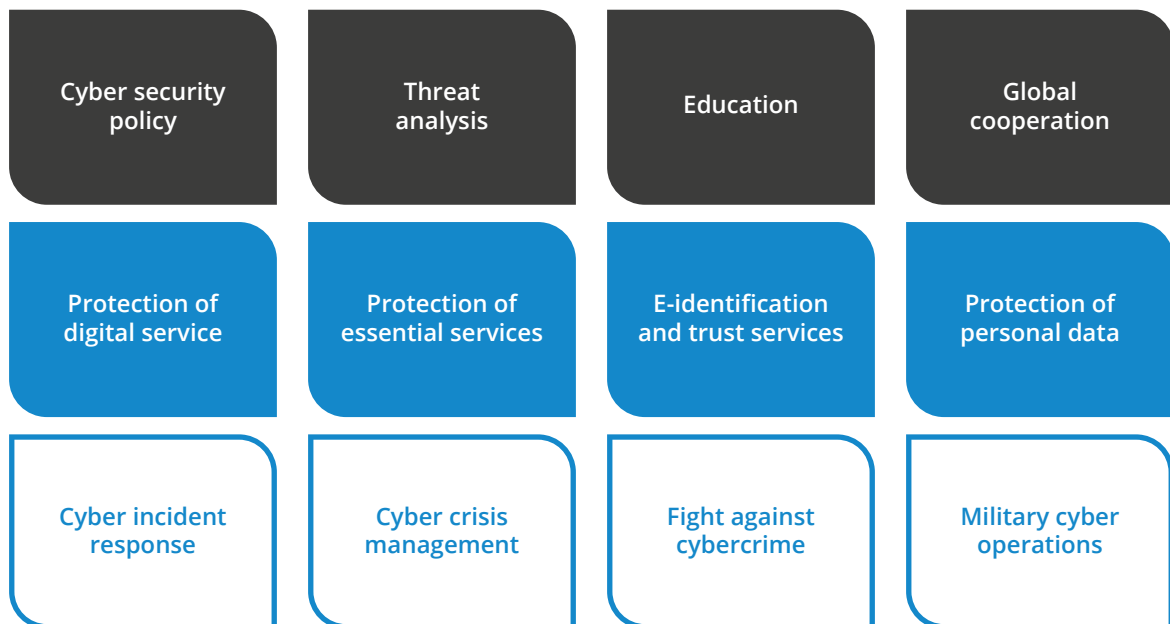 Cyber security
policy
Threat
analysis
Education
Global
cooperation
Protection of
digital service
Protection of
essential services
E-identification
and trust services
Protection of
personal data
Cyber incident
response
Cyber crisis
management
Fight against
cybercrime
Military cyber
operations